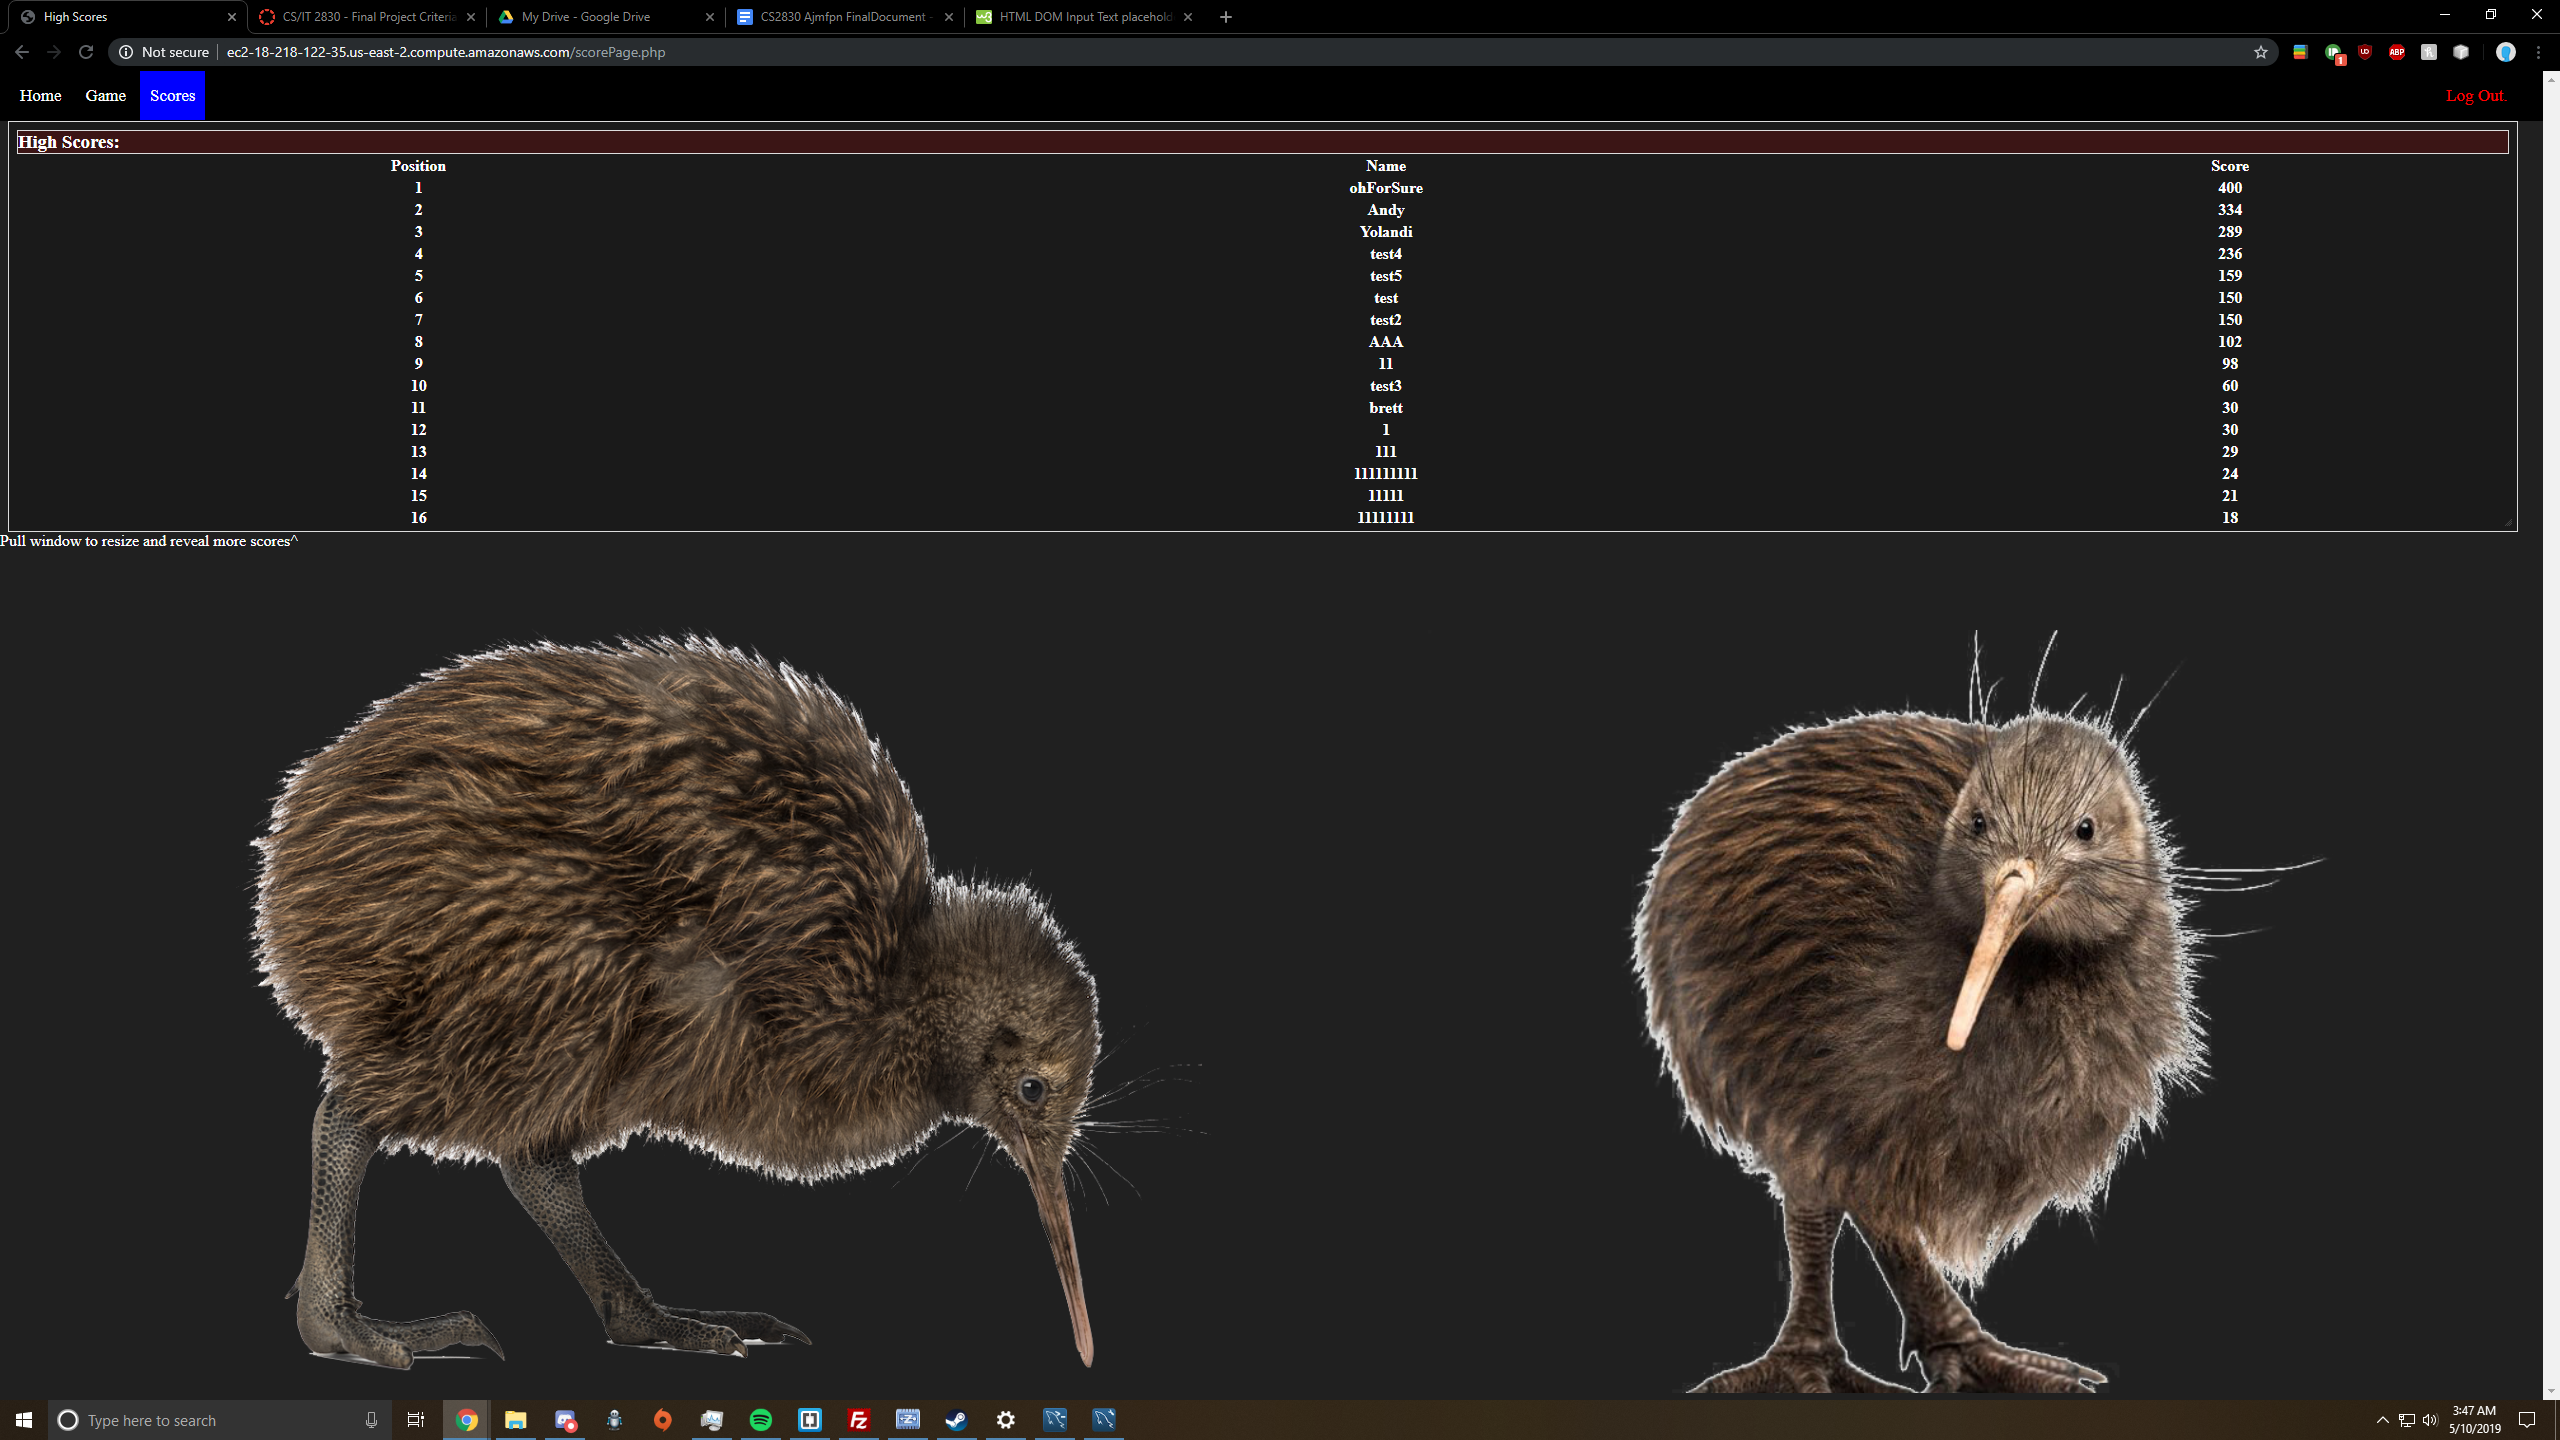 High Scores
CS/IT 2830 - Final Project Criteria
My Drive - Google Drive
CS2830 Ajmfpn FinalDocument -
HTML DOM Input Text placehold
Not secure | ec2-18-218-122-35.us-east-2.compute.amazonaws.com/scorePage.php
Home Game Scores Log Out.
High Scores:
Position Name Score
1 ohForSure 400
2 Andy 334
3 Yolandi 289
4 test4 236
5 test5 159
6 test 150
7 test2 150
8 AAA 102
9 11 98
10 test3 60
11 brett 30
12 1 30
13 111 29
14 111111111 24
15 11111 21
16 11111111 18
Pull window to resize and reveal more scores^
Type here to search
3:47 AM
5/10/2019